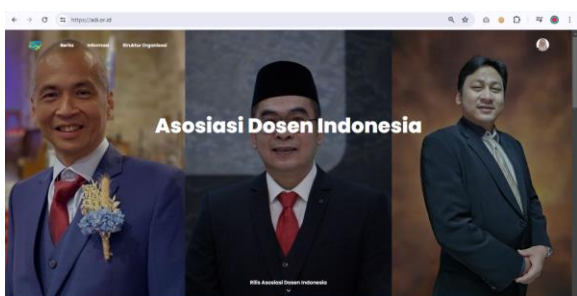 https://adi.or.id
Berita Informasi Struktur Organisasi
Asosiasi Dosen Indonesia
Rilis Asosiasi Dosen Indonesia